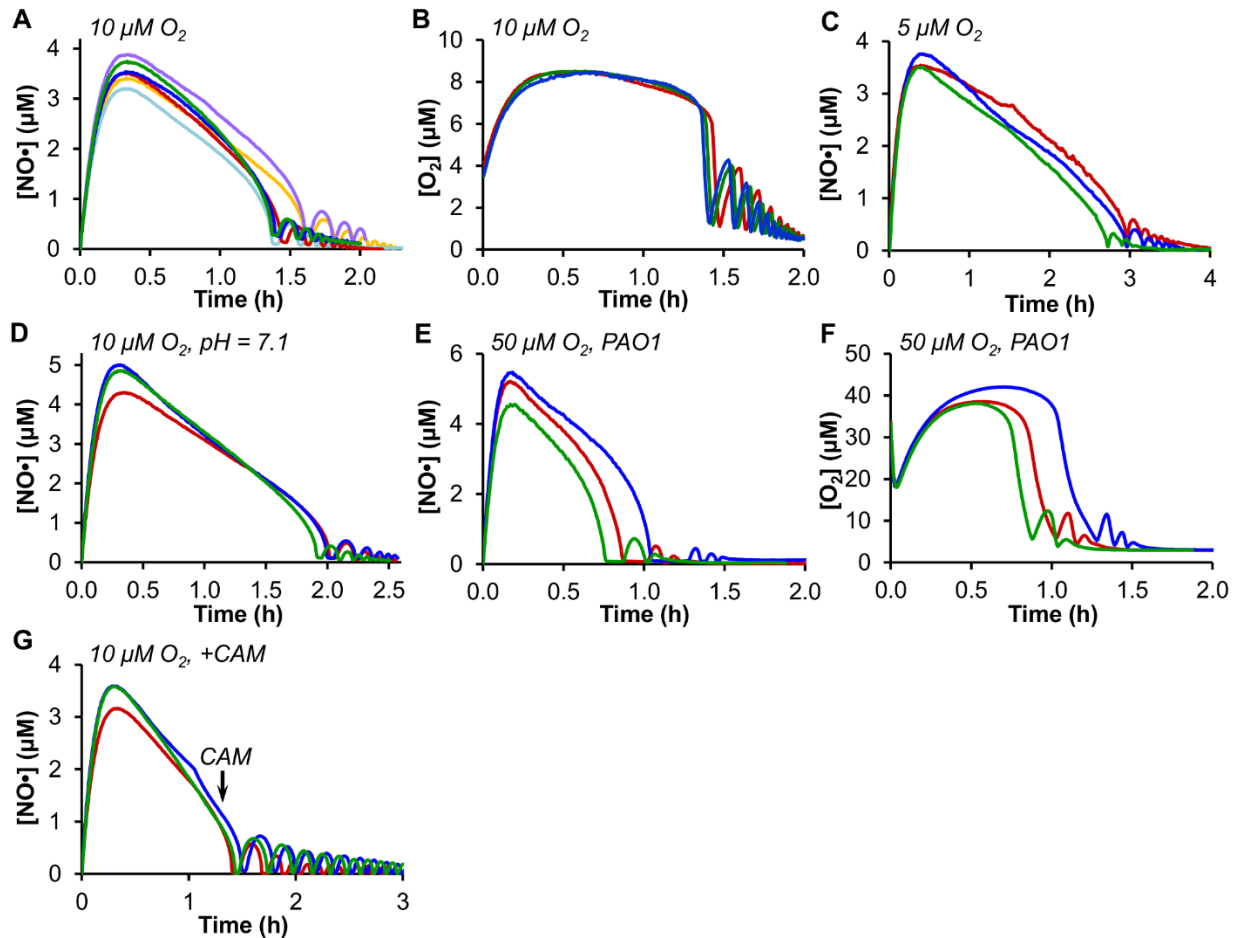 A
10 µM O₂
[NO•] (µM)
4
3
2
1
0
0.0 0.5 1.0 1.5 2.0
Time (h)
B
10 µM O₂
[O₂] (µM)
10
8
6
4
2
0
0.0 0.5 1.0 1.5 2.0
Time (h)
C
5 µM O₂
[NO•] (µM)
4
3
2
1
0
0 1 2 3 4
Time (h)
D
10 µM O₂, pH = 7.1
[NO•] (µM)
5
4
3
2
1
0
0.0 0.5 1.0 1.5 2.0 2.5
Time (h)
E
50 µM O₂, PAO1
[NO•] (µM)
6
4
2
0
0.0 0.5 1.0 1.5 2.0
Time (h)
F
50 µM O₂, PAO1
[O₂] (µM)
50
40
30
20
10
0
0.0 0.5 1.0 1.5 2.0
Time (h)
G
10 µM O₂, +CAM
[NO•] (µM)
4
3
2
1
0
CAM
0 1 2 3
Time (h)